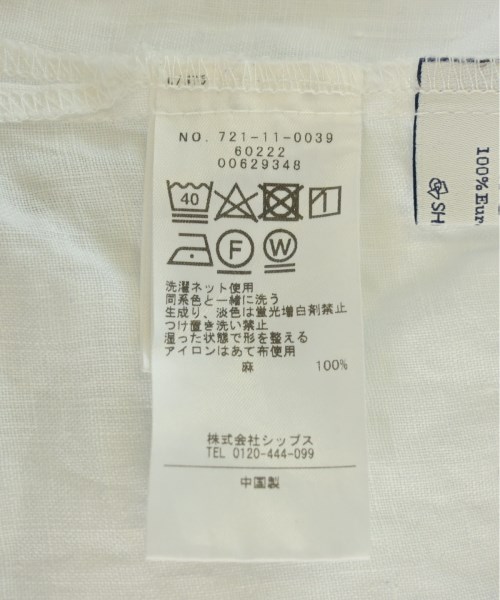 NO. 721-11-0039
60222
00629348
40
F
W
洗濯ネット使用
同系色と一緒に洗う
生成り、淡色は蛍光増白剤禁止
つけ置き洗い禁止
湿った状態で形を整える
アイロンはあて布使用
麻 100%
株式会社シップス
TEL 0120-444-099
中国製
100% Eur
SH